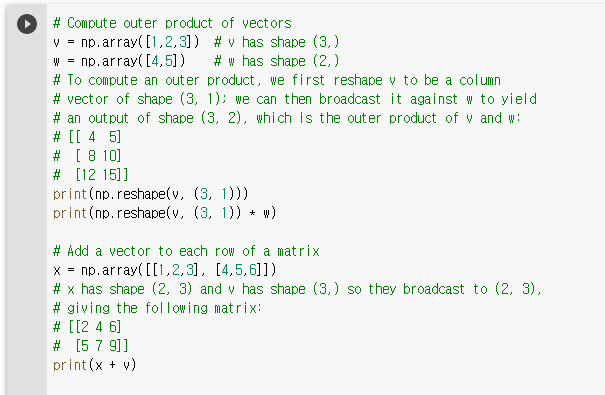 # Compute outer product of vectors
v = np.array([1,2,3])  # v has shape (3,)
w = np.array([4,5])    # w has shape (2,)
# To compute an outer product, we first reshape v to be a column
# vector of shape (3, 1); we can then broadcast it against w to yield
# an output of shape (3, 2), which is the outer product of v and w:
# [[ 4  5]
#  [ 8 10]
#  [12 15]]
print(np.reshape(v, (3, 1)))
print(np.reshape(v, (3, 1)) * w)

# Add a vector to each row of a matrix
x = np.array([[1,2,3], [4,5,6]])
# x has shape (2, 3) and v has shape (3,) so they broadcast to (2, 3),
# giving the following matrix:
# [[2 4 6]
#  [5 7 9]]
print(x + v)